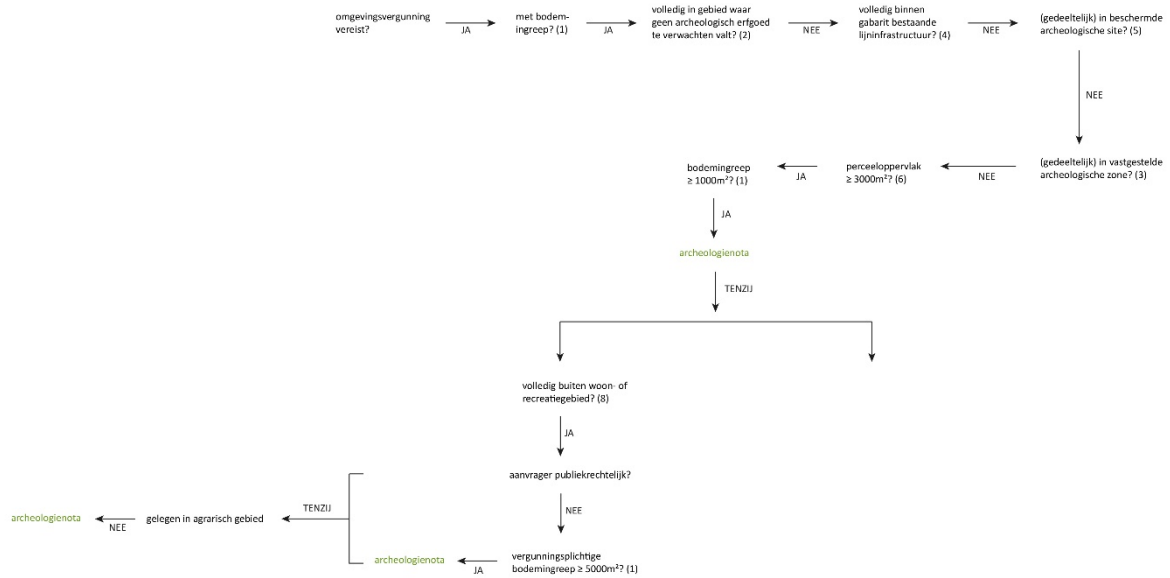 omgevingsvergunning
vereist?
JA
met bodem-
ingreep? (1)
JA
volledig in gebied waar
geen archeologisch erfgoed
te verwachten valt? (2)
NEE
volledig binnen
gabarit bestaande
lijninfrastructuur? (4)
NEE
(gedeeltelijk) in beschermde
archeologische site? (5)
NEE
(gedeeltelijk) in vastgestelde
archeologische zone? (3)
NEE
perceeloppervlak
≥ 3000m²? (6)
JA
bodemingreep
≥ 1000m²? (1)
JA
archeologienota
TENZIJ
volledig buiten woon- of
recreatiegebied? (8)
JA
aanvrager publiekrechtelijk?
NEE
vergunningsplichtige
bodemingreep ≥ 5000m²? (1)
JA
archeologienota
TENZIJ
gelegen in agrarisch gebied
NEE
archeologienota